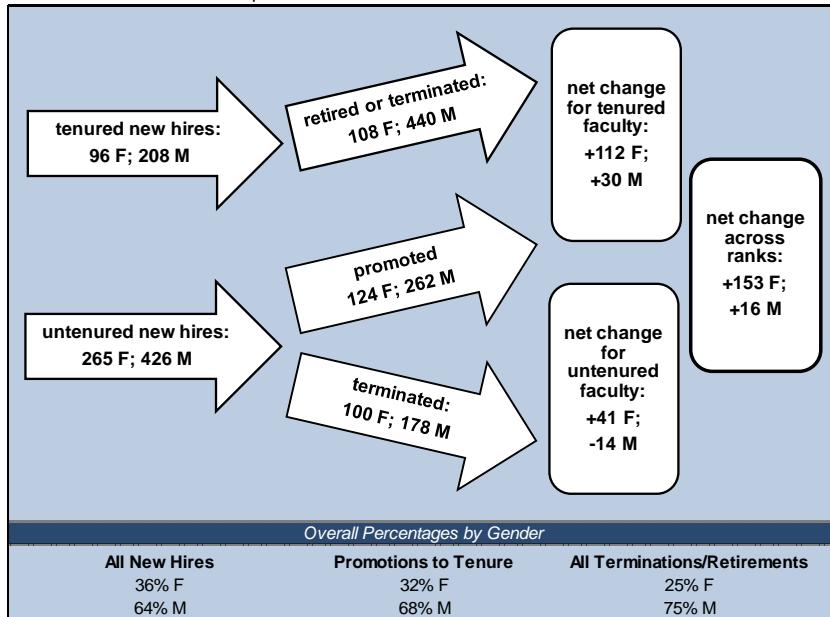 tenured new hires:
96 F; 208 M
retired or terminated:
108 F; 440 M
net change
for tenured
faculty:
+112 F;
+30 M
untenured new hires:
265 F; 426 M
promoted
124 F; 262 M
terminated:
100 F; 178 M
net change
for
untenured
faculty:
+41 F;
-14 M
net change
across
ranks:
+153 F;
+16 M
Overall Percentages by Gender
All New Hires
36% F
64% M
Promotions to Tenure
32% F
68% M
All Terminations/Retirements
25% F
75% M